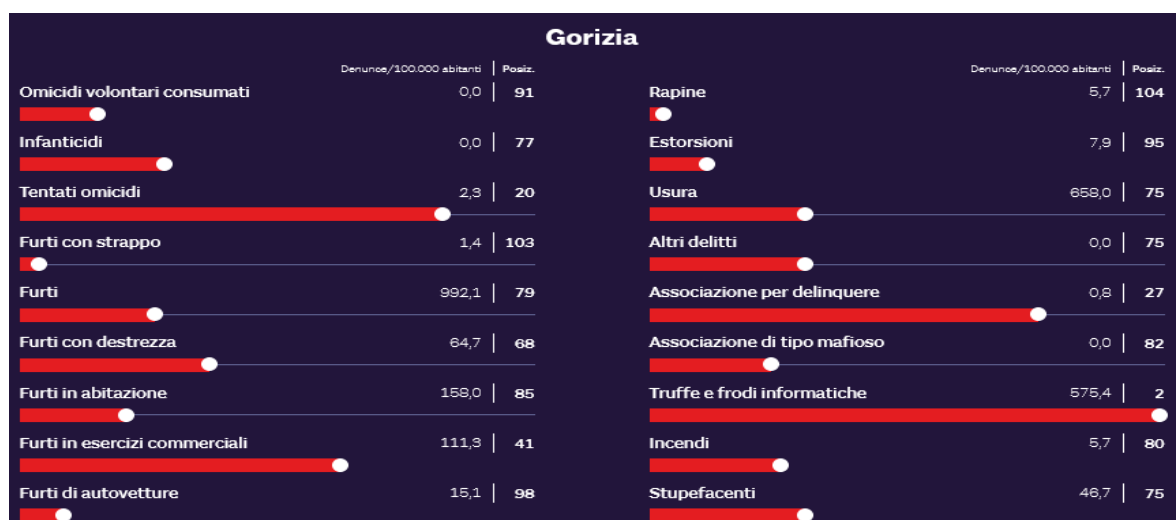 Gorizia
Denunce/100.000 abitanti Posiz.
Omicidi volontari consumati 0,0 91
Infanticidi 0,0 77
Tentati omicidi 2,3 20
Furti con strappo 1,4 103
Furti 992,1 79
Furti con destrezza 64,7 68
Furti in abitazione 158,0 85
Furti in esercizi commerciali 111,3 41
Furti di autovetture 15,1 98
Denunce/100.000 abitanti Posiz.
Rapine 5,7 104
Estorsioni 7,9 95
Usura 658,0 75
Altri delitti 0,0 75
Associazione per delinquere 0,8 27
Associazione di tipo mafioso 0,0 82
Truffe e frodi informatiche 575,4 2
Incendi 5,7 80
Stupefacenti 46,7 75